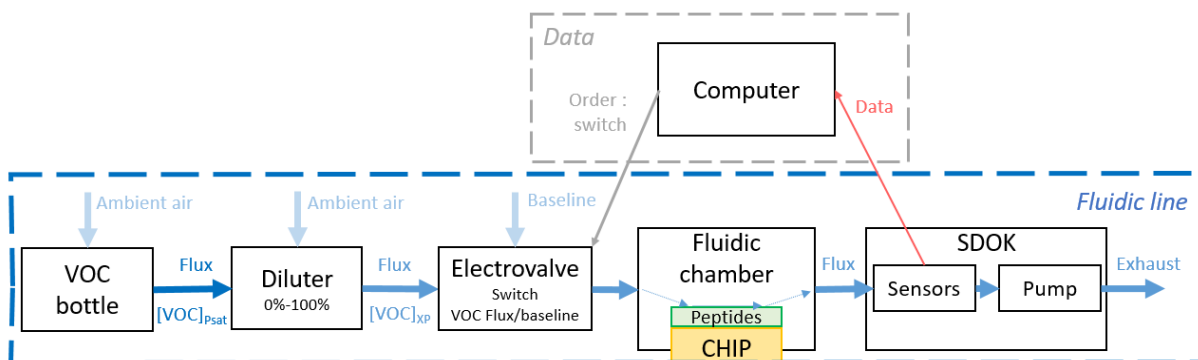 Data
Computer
Order :
switch
Data
Fluidic line
Ambient air
Ambient air
Baseline
VOC
bottle
Flux
[VOC]Psat
Diluter
0%-100%
Flux
[VOC]XP
Electrovalve
Switch
VOC Flux/baseline
Fluidic
chamber
Peptides
CHIP
Flux
SDOK
Sensors
Pump
Exhaust